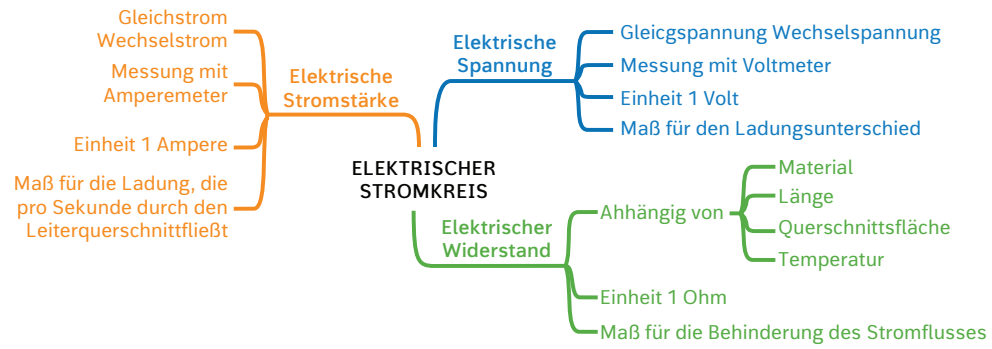 ELEKTRISCHER
STROMKREIS
Elektrische
Stromstärke
Gleichstrom
Wechselstrom
Messung mit
Amperemeter
Einheit 1 Ampere
Maß für die Ladung, die
pro Sekunde durch den
Leiterquerschnittfließt
Elektrische
Spannung
Gleicgspannung Wechselspannung
Messung mit Voltmeter
Einheit 1 Volt
Maß für den Ladungsunterschied
Elektrischer
Widerstand
Ahhängig von
Material
Länge
Querschnittsfläche
Temperatur
Einheit 1 Ohm
Maß für die Behinderung des Stromflusses